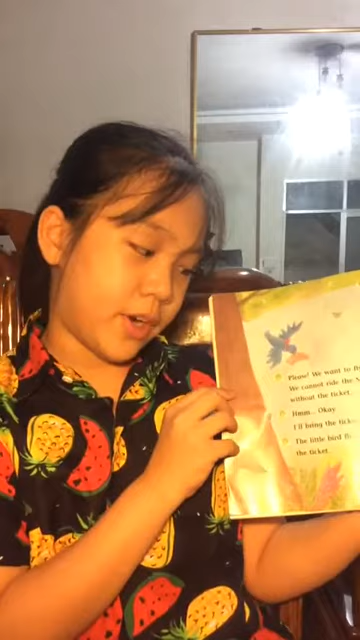 Please! We want to
We cannot ride the
without the ticket.
Hmm... Okay
I'll bring the
The little bird
the ticket.